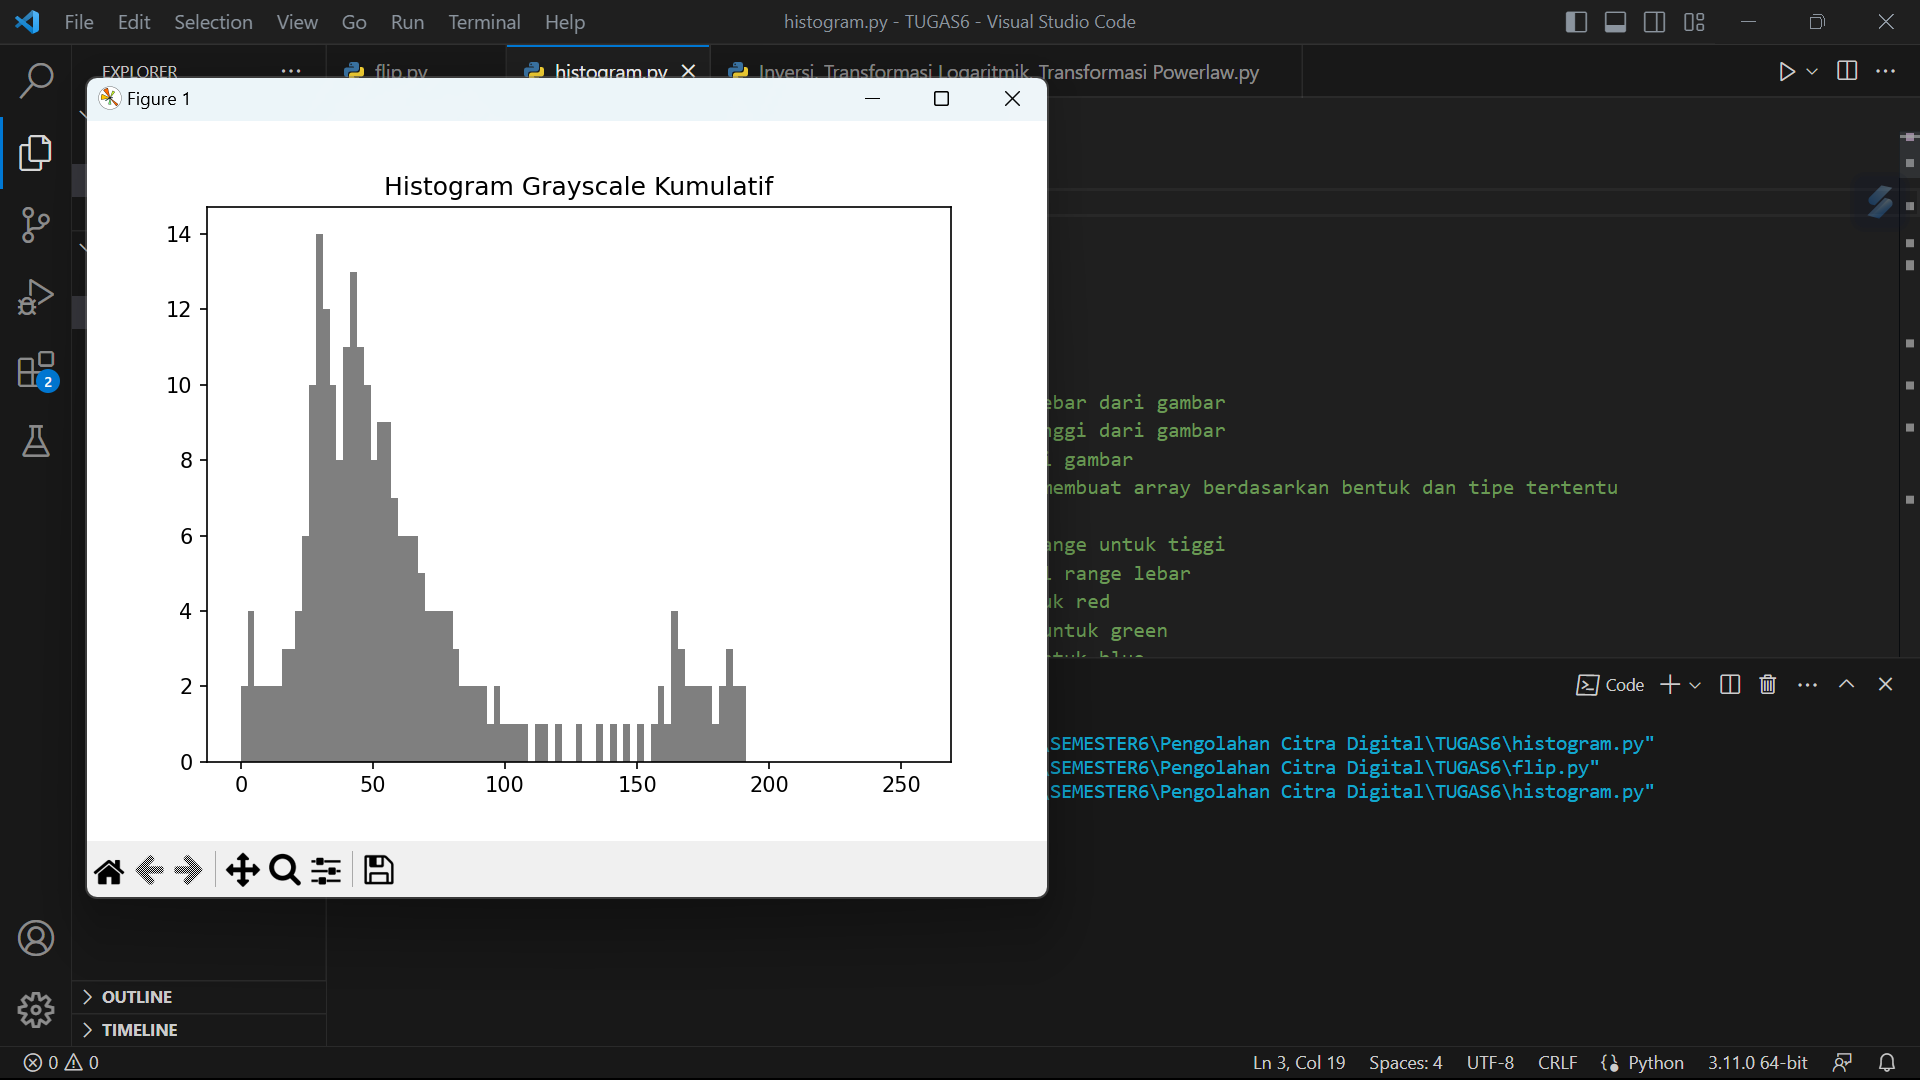 File Edit Selection View Go Run Terminal Help
histogram.py - TUGAS6 - Visual Studio Code
EXPLORER
flip.py
histogram.py
Inversi, Transformasi Logaritmik, Transformasi Powerlaw.py
Figure 1
Histogram Grayscale Kumulatif
14
12
10
8
6
4
2
0
0 50 100 150 200 250
ebar dari gambar
nggi dari gambar
i gambar
membuat array berdasarkan bentuk dan tipe tertentu
ange untuk tiggi
range lebar
uk red
untuk green
Code
\SEMESTER6\Pengolahan Citra Digital\TUGAS6\histogram.py"
\SEMESTER6\Pengolahan Citra Digital\TUGAS6\flip.py"
\SEMESTER6\Pengolahan Citra Digital\TUGAS6\histogram.py"
2
OUTLINE
TIMELINE
0 0
Ln 3, Col 19 Spaces: 4 UTF-8 CRLF Python 3.11.0 64-bit